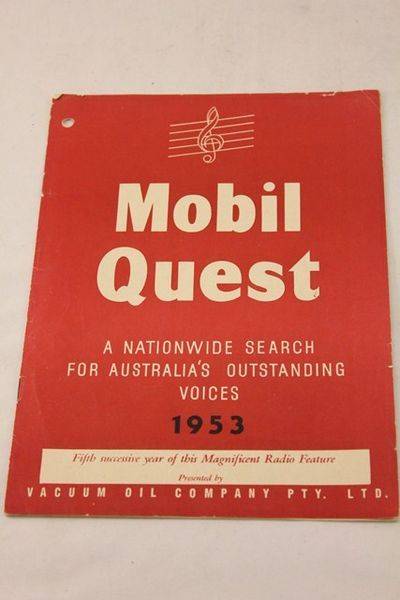 Mobil
Quest
A NATIONWIDE SEARCH
FOR AUSTRALIA'S OUTSTANDING
VOICES
1953
Fifth successive year of this Magnificent Radio Feature
Presented by
VACUUM OIL COMPANY PTY. LTD.